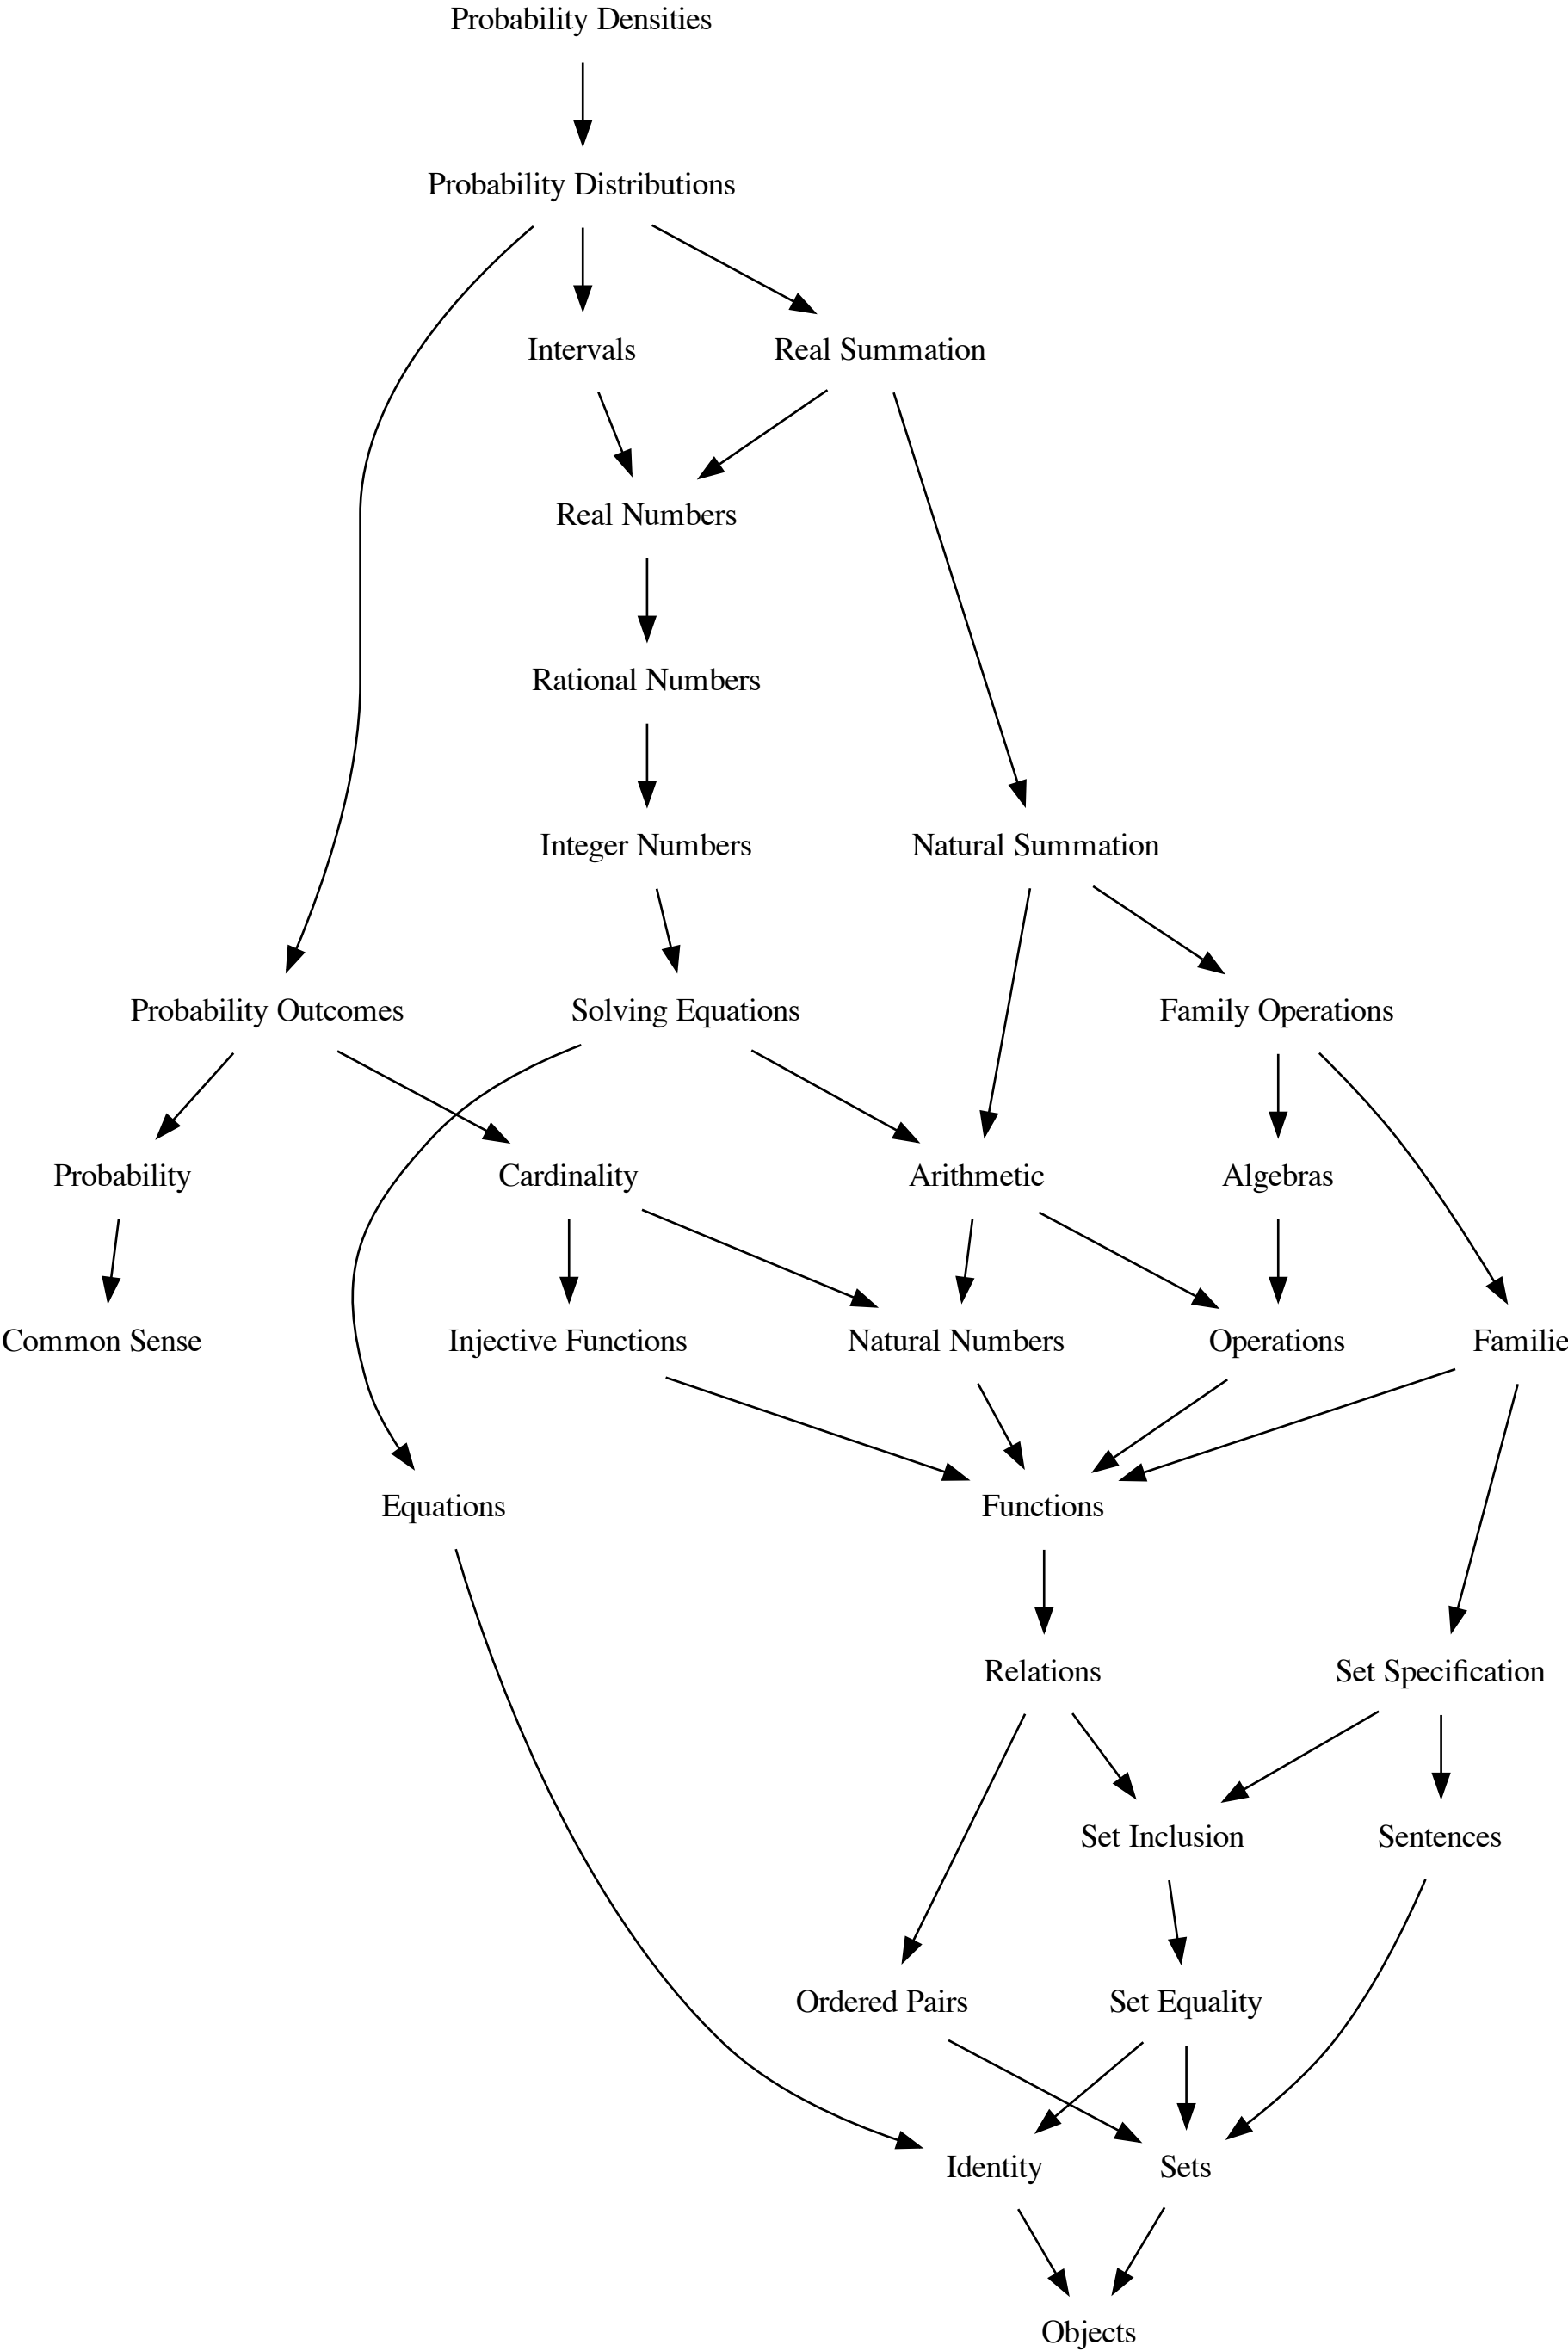 Probability Densities
Probability Distributions
Intervals
Real Summation
Real Numbers
Rational Numbers
Integer Numbers
Natural Summation
Probability Outcomes
Solving Equations
Family Operations
Probability
Cardinality
Arithmetic
Algebras
Common Sense
Injective Functions
Natural Numbers
Operations
Familie
Equations
Functions
Relations
Set Specification
Set Inclusion
Sentences
Ordered Pairs
Set Equality
Identity
Sets
Objects